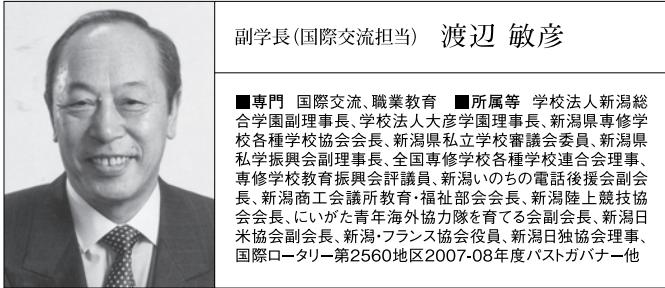 副学長（国際交流担当） 渡辺 敏彦
■専門 国際交流、職業教育 ■所属等 学校法人新潟総
合学園副理事長、学校法人大彦学園理事長、新潟県専修学
校各種学校協会会長、新潟県私立学校審議会委員、新潟県
私学振興会副理事長、全国専修学校各種学校連合会理事、
専修学校教育振興会評議員、新潟いのちの電話後援会副会
長、新潟商工会議所教育・福祉部会会長、新潟陸上競技協
会会長、にいがた青年海外協力隊を育てる会副会長、新潟日
米協会副会長、新潟・フランス協会役員、新潟日独協会理事、
国際ロータリー第2560地区2007-08年度パストガバナー他